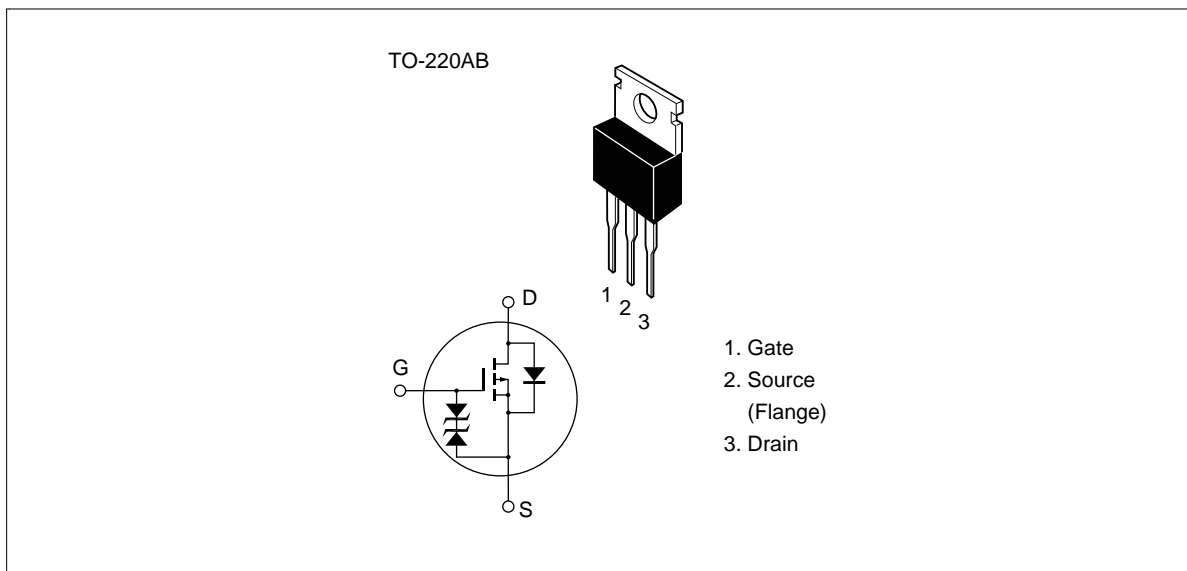 TO-220AB
1
2
3
D
G
S
1. Gate
2. Source
(Flange)
3. Drain